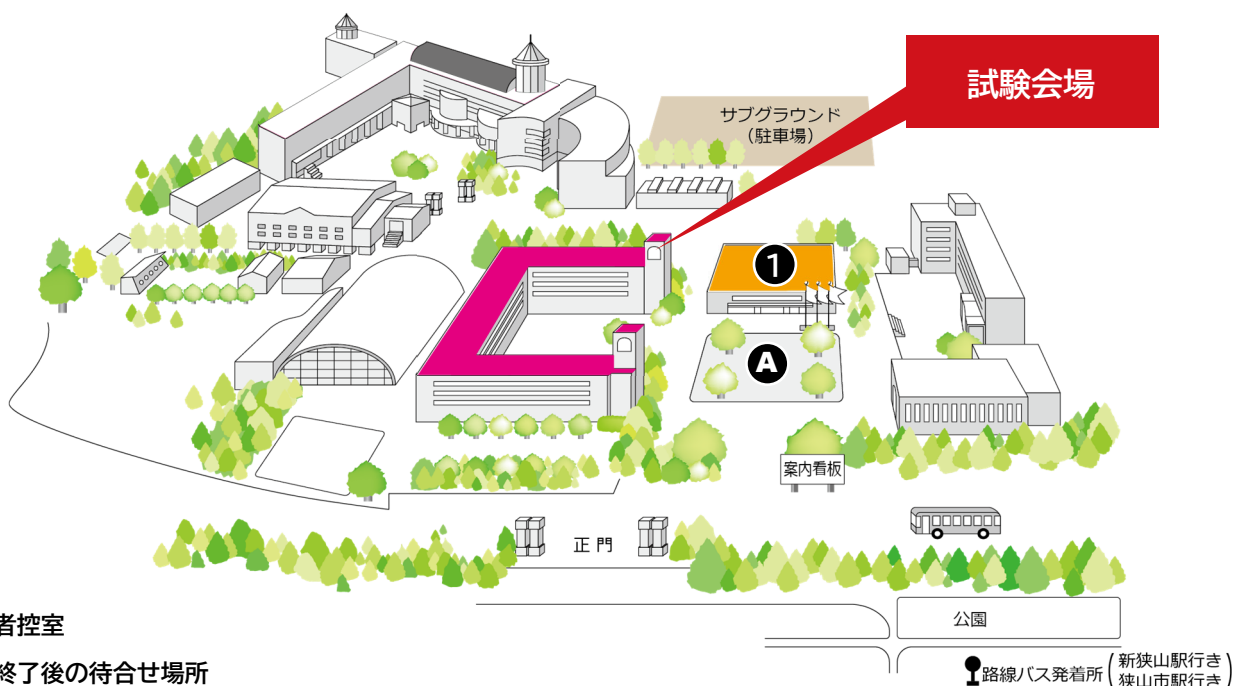 試験会場
サブグラウンド
（駐車場）
1
A
案内看板
正門
公園
者控室
終了後の待合せ場所
路線バス発着所
新狭山駅行き
狭山市駅行き